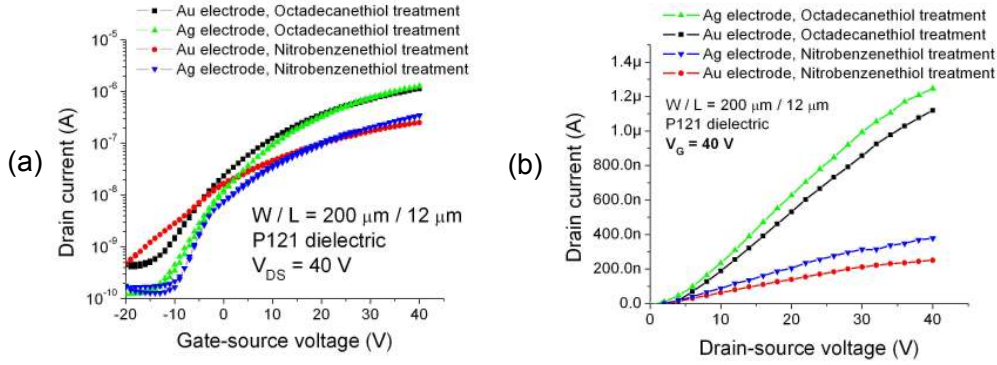 (a)
Au electrode, Octadecanethiol treatment
Ag electrode, Octadecanethiol treatment
Au electrode, Nitrobenzenethiol treatment
Ag electrode, Nitrobenzenethiol treatment
Drain current (A)
10⁻⁵
10⁻⁶
10⁻⁷
10⁻⁸
10⁻⁹
10⁻¹⁰
W / L = 200 μm / 12 μm
P121 dielectric
V_DS = 40 V
-20 -10 0 10 20 30 40
Gate-source voltage (V)
(b)
Ag electrode, Octadecanethiol treatment
Au electrode, Octadecanethiol treatment
Ag electrode, Nitrobenzenethiol treatment
Au electrode, Nitrobenzenethiol treatment
Drain current (A)
1.4μ
1.2μ
1.0μ
800.0n
600.0n
400.0n
200.0n
0.0
W / L = 200 μm / 12 μm
P121 dielectric
V_G = 40 V
0 10 20 30 40
Drain-source voltage (V)